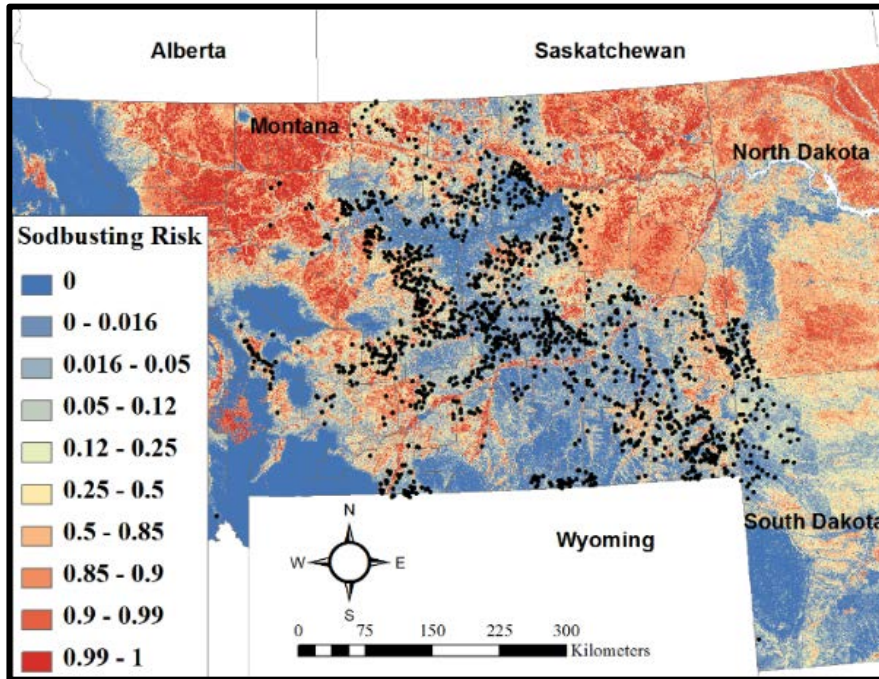 Alberta
Saskatchewan
Montana
North Dakota
Sodbusting Risk
0
0 - 0.016
0.016 - 0.05
0.05 - 0.12
0.12 - 0.25
0.25 - 0.5
0.5 - 0.85
0.85 - 0.9
0.9 - 0.99
0.99 - 1
South Dakota
Wyoming
N
W E
S
0 75 150 225 300
Kilometers